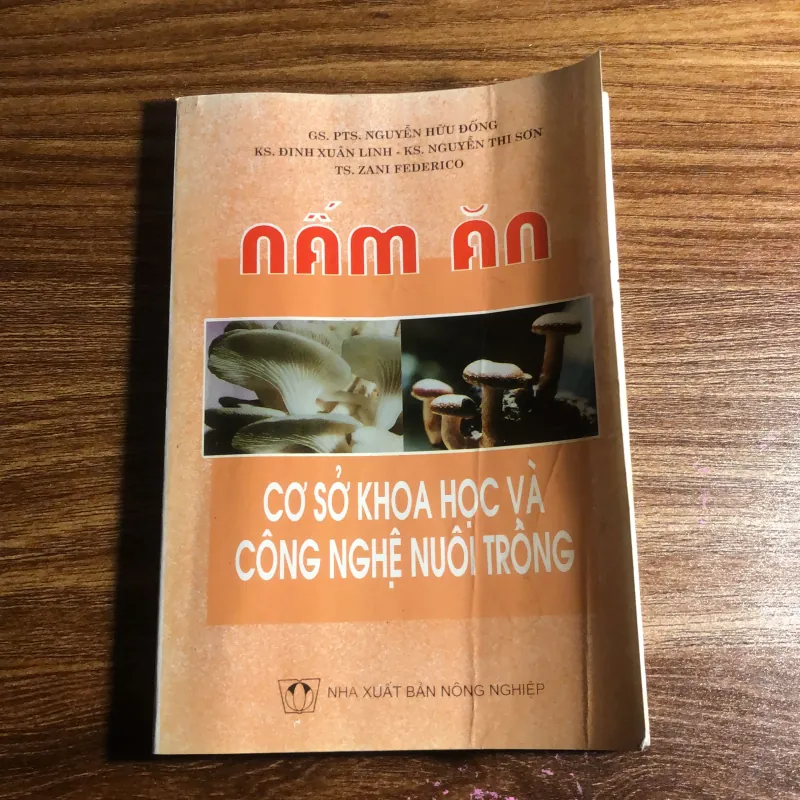 GS. PTS. NGUYỄN HỮU ĐỐNG
KS. ĐINH XUÂN LINH - KS. NGUYỄN THỊ SƠN
TS. ZANI FEDERICO
NẤM ĂN
CƠ SỞ KHOA HỌC VÀ
CÔNG NGHỆ NUÔI TRỒNG
NHÀ XUẤT BẢN NÔNG NGHIỆP